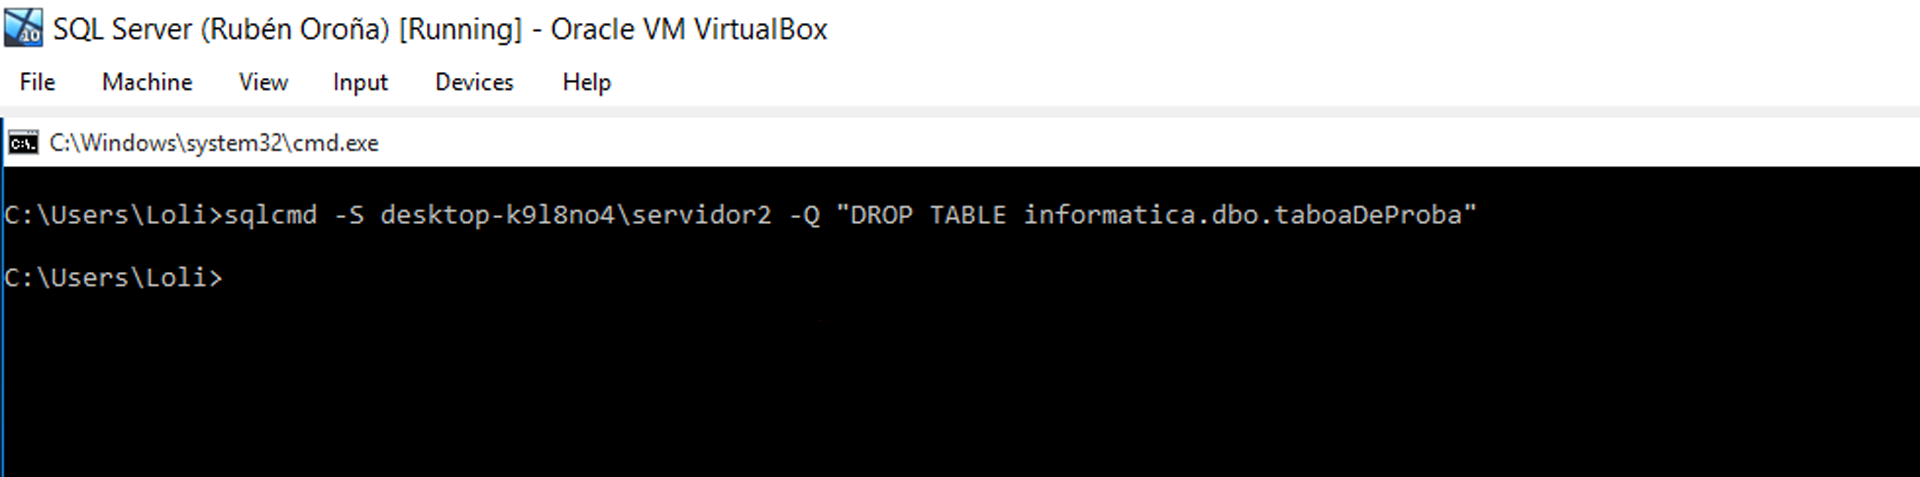 SQL Server (Rubén Oroña) [Running] - Oracle VM VirtualBox
File Machine View Input Devices Help
C:\Windows\system32\cmd.exe
C:\Users\Loli>sqlcmd -S desktop-k9l8no4\servidor2 -Q "DROP TABLE informatica.dbo.taboaDeProba"
C:\Users\Loli>